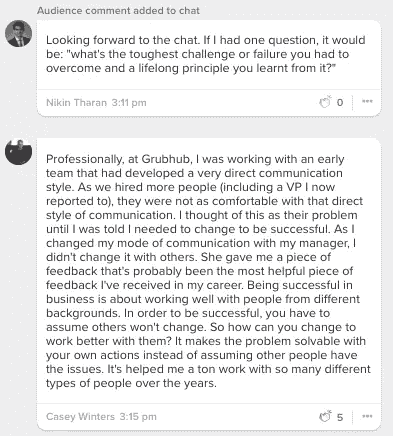 Audience comment added to chat
Looking forward to the chat. If I had one question, it would
be: "what's the toughest challenge or failure you had to
overcome and a lifelong principle you learnt from it?"
Nikin Tharan 3:11 pm
0
Professionally, at Grubhub, I was working with an early
team that had developed a very direct communication
style. As we hired more people (including a VP I now
reported to), they were not as comfortable with that direct
style of communication. I thought of this as their problem
until I was told I needed to change to be successful. As I
changed my mode of communication with my manager, I
didn't change it with others. She gave me a piece of
feedback that's probably been the most helpful piece of
feedback I've received in my career. Being successful in
business is about working well with people from different
backgrounds. In order to be successful, you have to
assume others won't change. So how can you change to
work better with them? It makes the problem solvable with
your own actions instead of assuming other people have
the issues. It's helped me a ton work with so many different
types of people over the years.
Casey Winters 3:15 pm
5